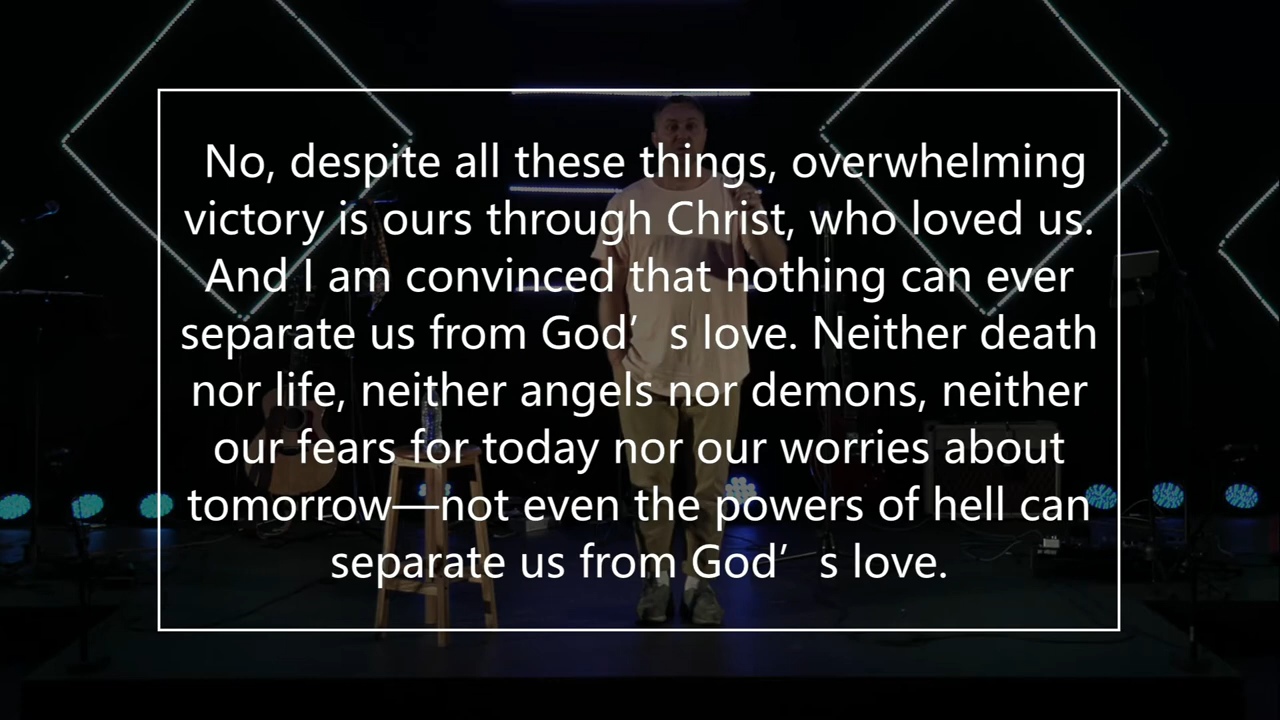 No, despite all these things, overwhelming
victory is ours through Christ, who loved us.
And I am convinced that nothing can ever
separate us from God’s love. Neither death
nor life, neither angels nor demons, neither
our fears for today nor our worries about
tomorrow—not even the powers of hell can
separate us from God’s love.